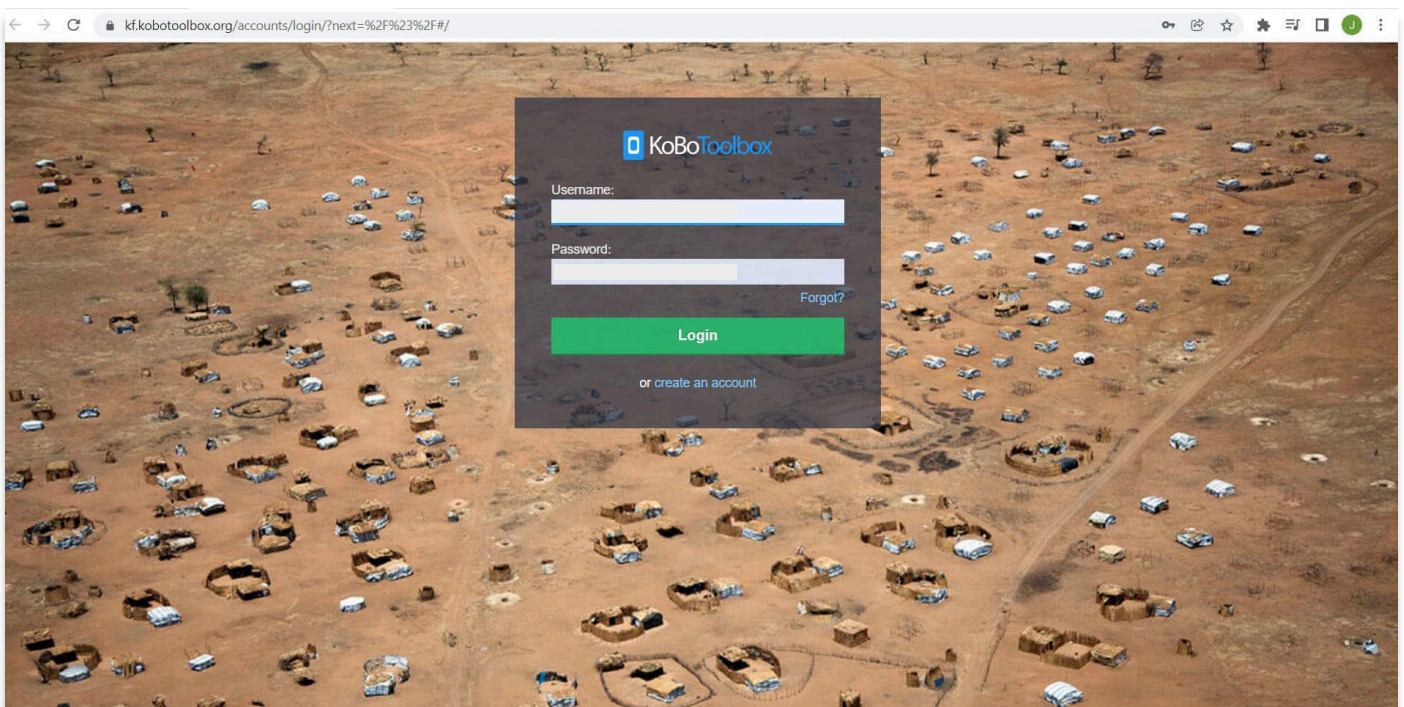 kf.kobotoolbox.org/accounts/login/?next=%2F%23%2F#/
J
KoBoToolbox
Username:
Password:
Forgot?
Login
or create an account